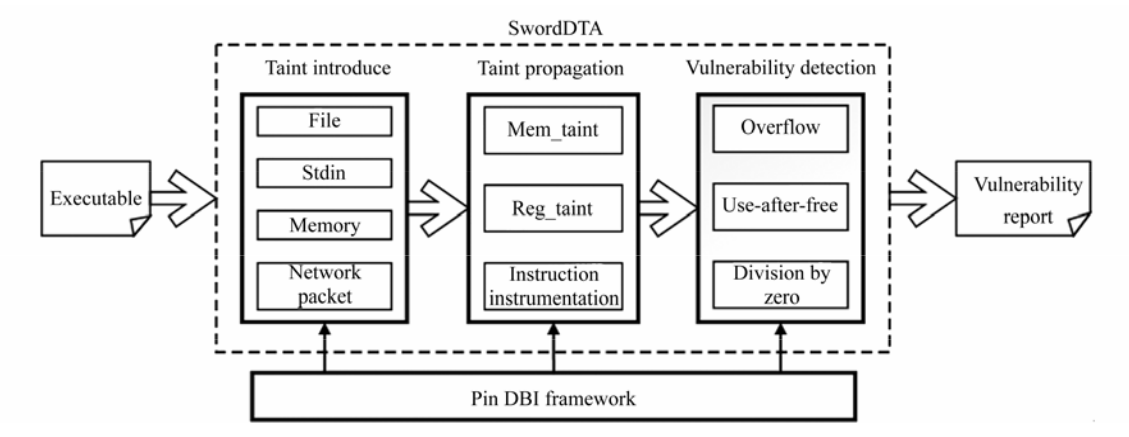 SwordDTA
Taint introduce
Taint propagation
Vulnerability detection
Executable
File
Stdin
Memory
Network
packet
Mem_taint
Reg_taint
Instruction
instrumentation
Overflow
Use-after-free
Division by
zero
Vulnerability
report
Pin DBI framework